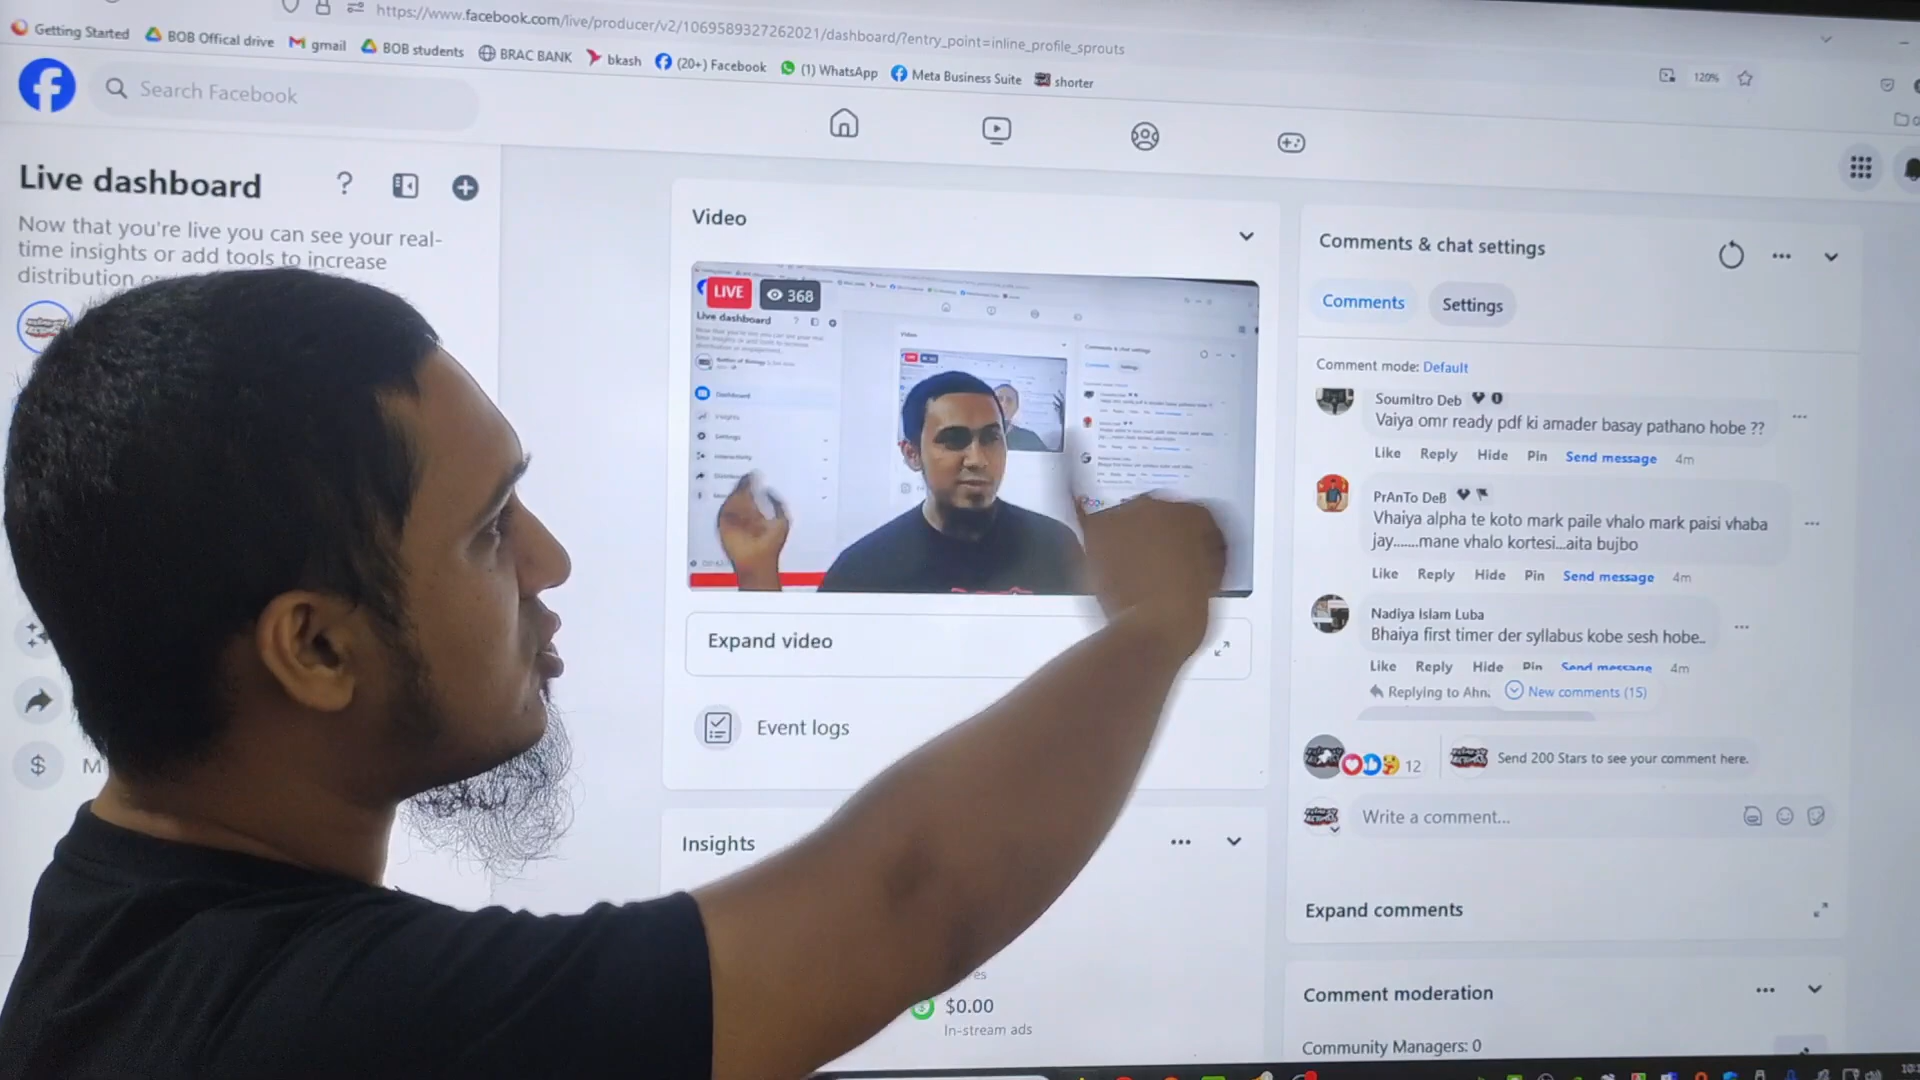 https://www.facebook.com/live/producer/v2/1069589327262021/dashboard/?entry_point=inline_profile_sprouts
Getting Started
BOB Offical drive
gmail
BOB students
BRAC BANK
bkash
(20+) Facebook
(1) WhatsApp
Meta Business Suite
shorter
120%
Search Facebook
Live dashboard
Now that you're live you can see your real-
time insights or add tools to increase
distribution
M
Video
LIVE
368
Live dashboard
Expand video
Event logs
Insights
$0.00
In-stream ads
Comments & chat settings
Comments
Settings
Comment mode: Default
Soumitro Deb
Vaiya omr ready pdf ki amader basay pathano hobe ??
Like Reply Hide Pin Send message 4m
PrAnTo DeB
Vhaiya alpha te koto mark paile vhalo mark paisi vhaba
jay.......mane vhalo kortesi...aita bujbo
Like Reply Hide Pin Send message 4m
Nadiya Islam Luba
Bhaiya first timer der syllabus kobe sesh hobe..
Like Reply Hide Pin Send message 4m
Replying to Ahn.
New comments (15)
12
Send 200 Stars to see your comment here.
Write a comment...
Expand comments
Comment moderation
Community Managers: 0